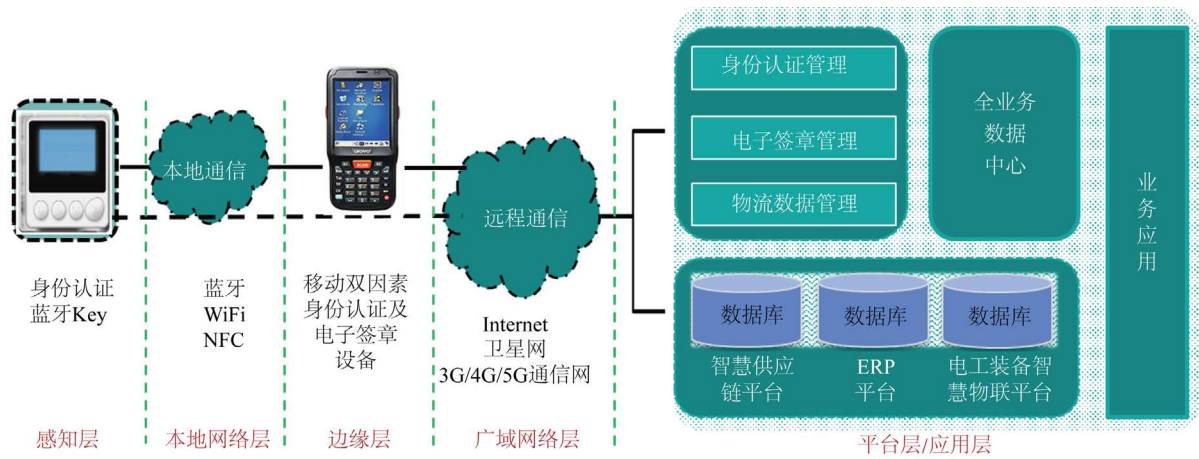 身份认证
蓝牙Key
感知层
本地通信
蓝牙
WiFi
NFC
本地网络层
移动双因素
身份认证及
电子签章
设备
边缘层
远程通信
Internet
卫星网
3G/4G/5G通信网
广域网络层
身份认证管理
电子签章管理
物流数据管理
全业务
数据
中心
数据库
智慧供应
链平台
数据库
ERP
平台
数据库
电工装备智
慧物联平台
业
务
应
用
平台层/应用层